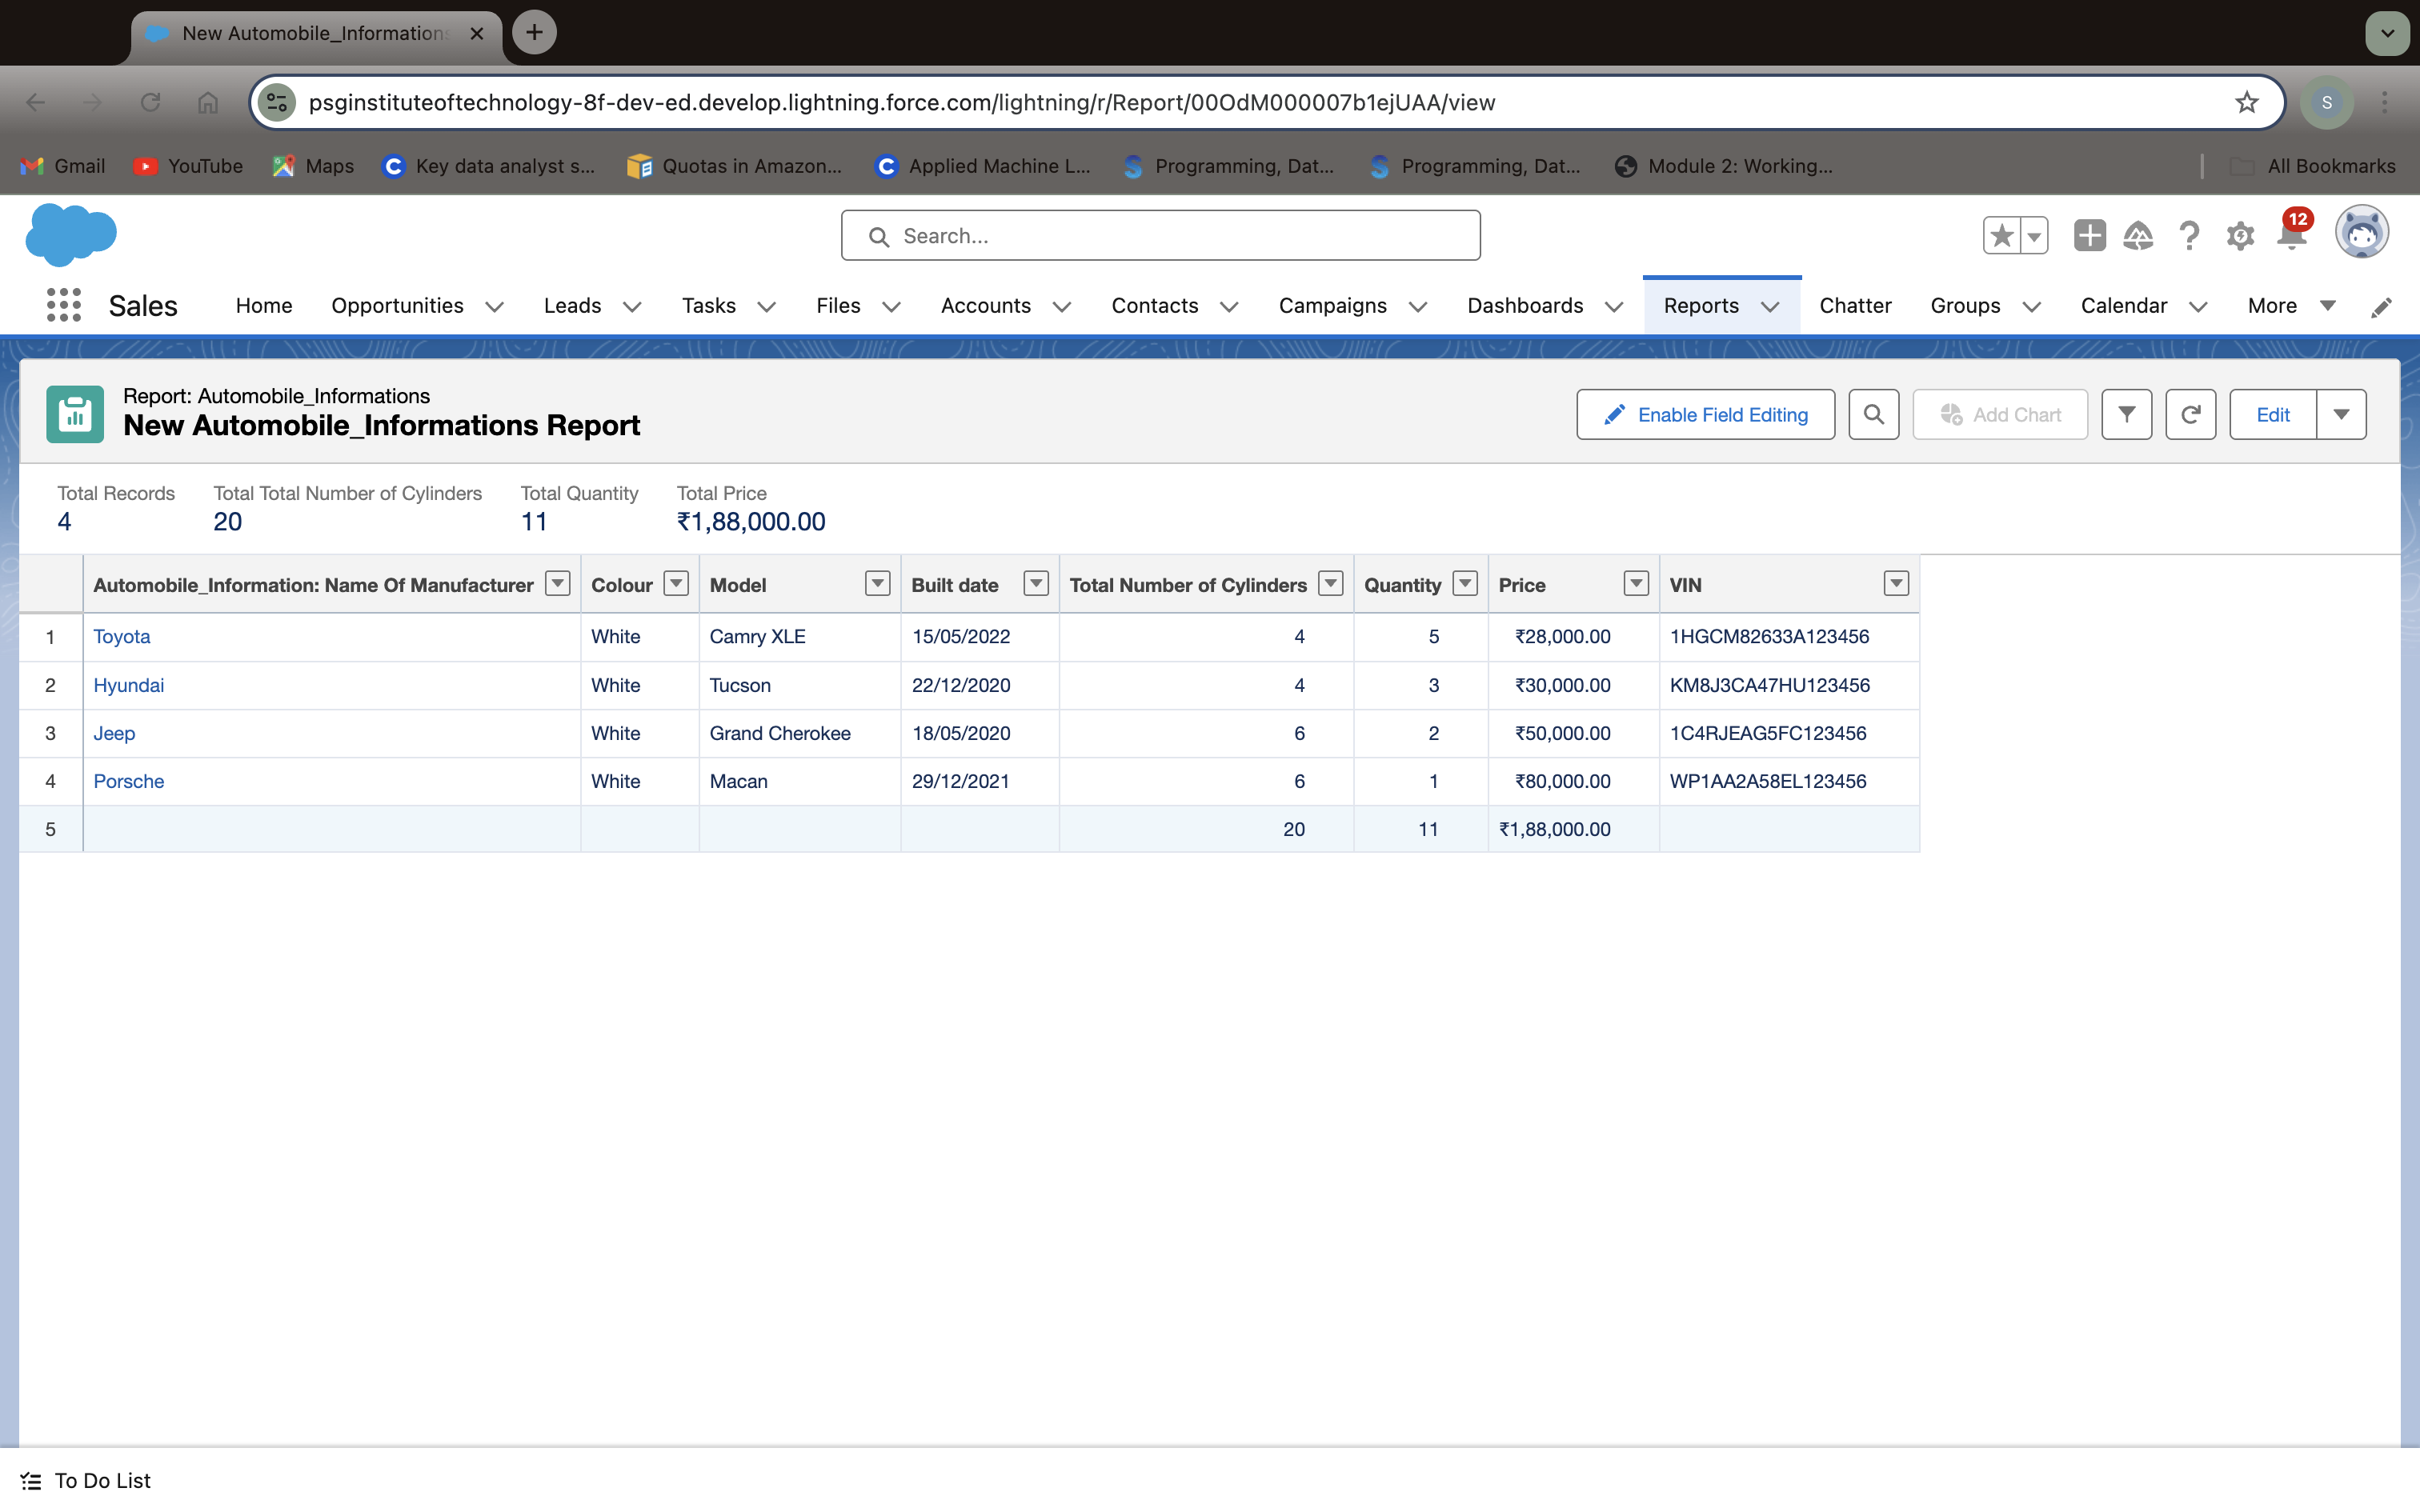 New Automobile_Informations
psginstituteoftechnology-8f-dev-ed.develop.lightning.force.com/lightning/r/Report/00OdM000007b1ejUAA/view
S
Gmail YouTube Maps Key data analyst s... Quotas in Amazon... Applied Machine L... Programming, Dat... Programming, Dat... Module 2: Working... All Bookmarks
Search...
12
Sales Home Opportunities Leads Tasks Files Accounts Contacts Campaigns Dashboards Reports Chatter Groups Calendar More
Report: Automobile_Informations
New Automobile_Informations Report
Enable Field Editing Add Chart Edit
Total Records Total Total Number of Cylinders Total Quantity Total Price
4 20 11 ₹1,88,000.00
Automobile_Information: Name Of Manufacturer Colour Model Built date Total Number of Cylinders Quantity Price VIN
1 Toyota White Camry XLE 15/05/2022 4 5 ₹28,000.00 1HGCM82633A123456
2 Hyundai White Tucson 22/12/2020 4 3 ₹30,000.00 KM8J3CA47HU123456
3 Jeep White Grand Cherokee 18/05/2020 6 2 ₹50,000.00 1C4RJEAG5FC123456
4 Porsche White Macan 29/12/2021 6 1 ₹80,000.00 WP1AA2A58EL123456
5 20 11 ₹1,88,000.00
To Do List